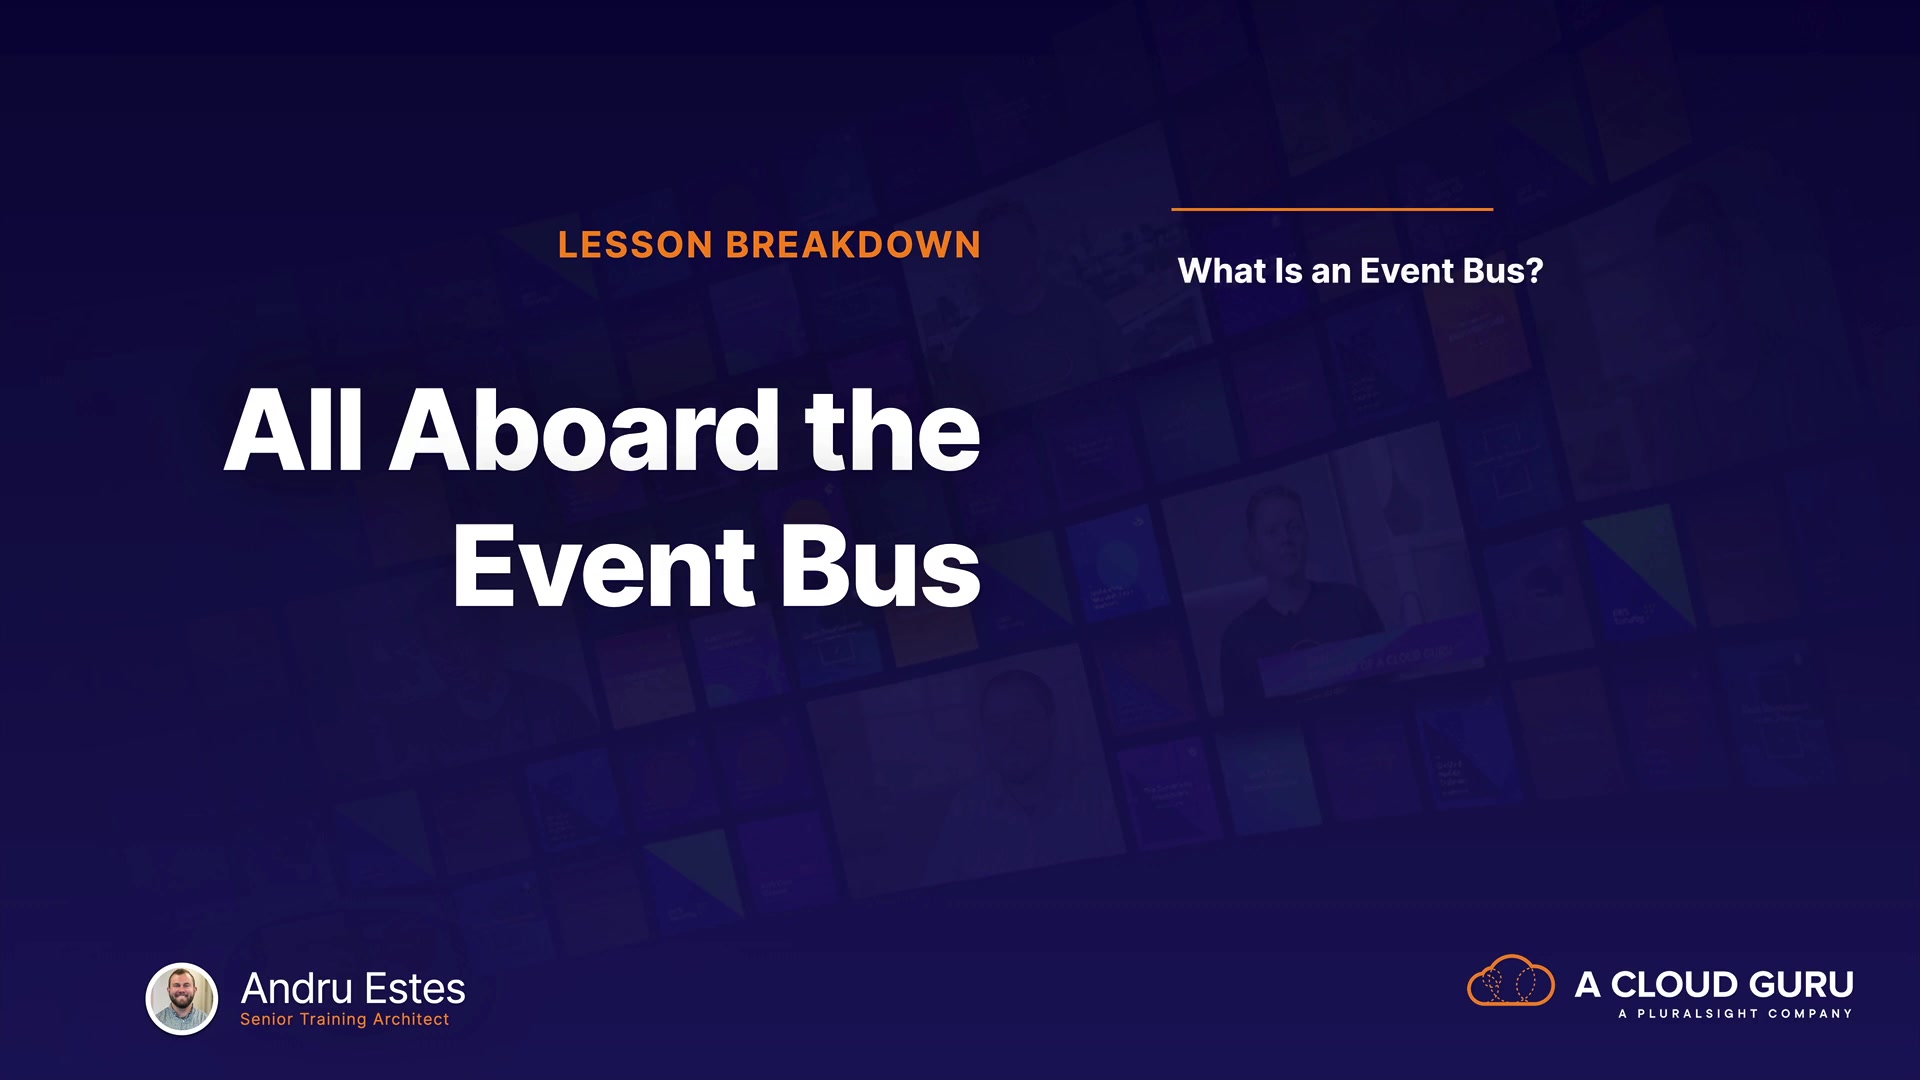 LESSON BREAKDOWN
All Aboard the
Event Bus
What Is an Event Bus?
Andru Estes
Senior Training Architect
A CLOUD GURU
A PLURALSIGHT COMPANY